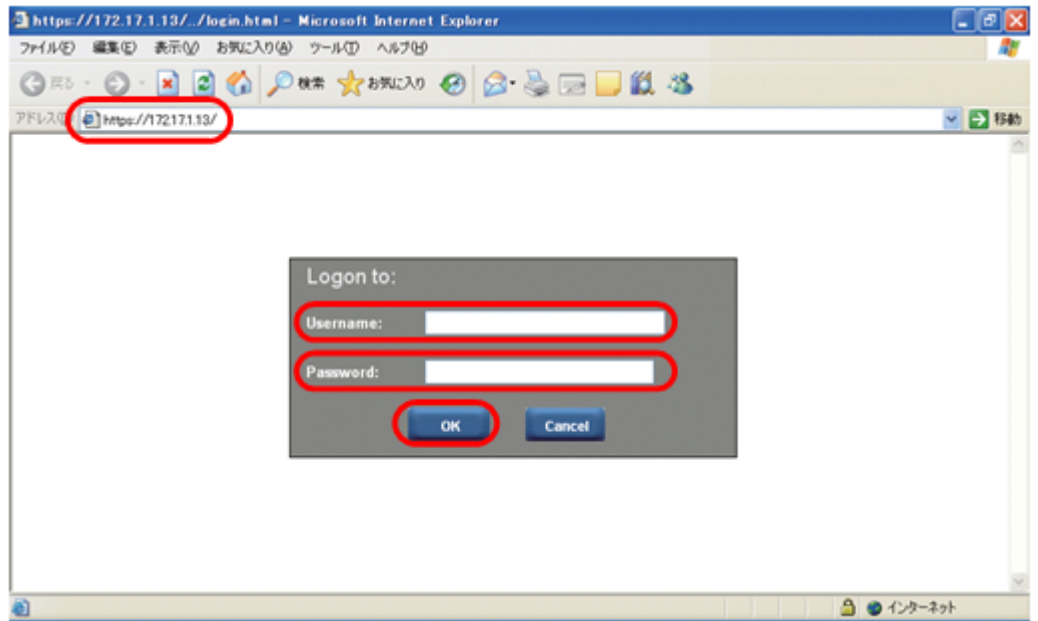 https://172.17.1.13/../login.html - Microsoft Internet Explorer
ファイル(F) 編集(E) 表示(V) お気に入り(A) ツール(T) ヘルプ(H)
戻る 検索 お気に入り
アドレス(D) https://172.17.1.13/ 移動
Logon to:
Username:
Password:
OK Cancel
インターネット